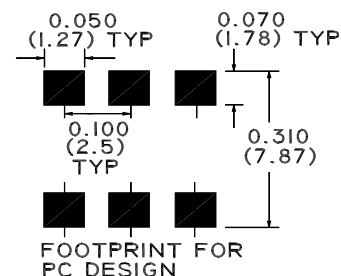 0.050
(1.27) TYP
0.070
(1.78) TYP
0.100
(2.5)
TYP
0.310
(7.87)
FOOTPRINT FOR
PC DESIGN